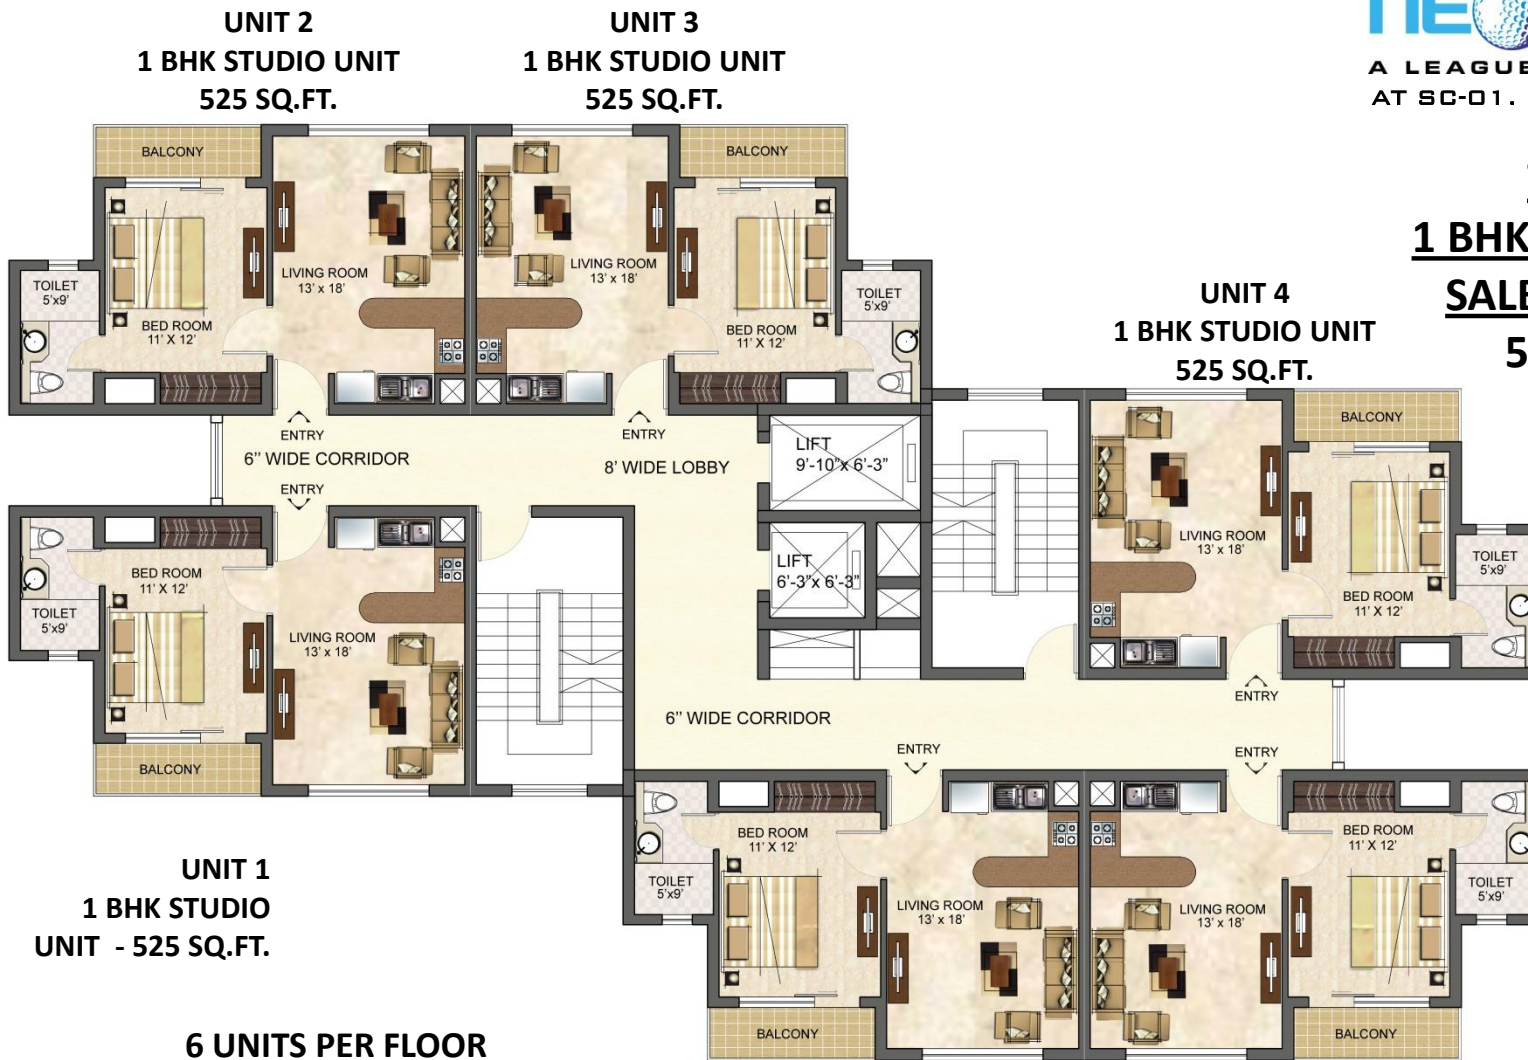 UNIT 2
1 BHK STUDIO UNIT
525 SQ.FT.
UNIT 3
1 BHK STUDIO UNIT
525 SQ.FT.
A LEAGUE
AT SC-01.
1 BHK
SALE
5
BALCONY
BALCONY
LIVING ROOM
13' x 18'
LIVING ROOM
13' x 18'
TOILET
5'x9'
TOILET
5'x9'
BED ROOM
11' X 12'
BED ROOM
11' X 12'
UNIT 4
1 BHK STUDIO UNIT
525 SQ.FT.
BALCONY
ENTRY
ENTRY
6'' WIDE CORRIDOR
8' WIDE LOBBY
LIFT
9'-10"x 6'-3"
ENTRY
LIFT
6'-3"x 6'-3"
LIVING ROOM
13' x 18'
TOILET
5'x9'
BED ROOM
11' X 12'
BED ROOM
11' X 12'
TOILET
5'x9'
LIVING ROOM
13' x 18'
BALCONY
6'' WIDE CORRIDOR
ENTRY
ENTRY
ENTRY
BED ROOM
11' X 12'
BED ROOM
11' X 12'
TOILET
5'x9'
TOILET
5'x9'
LIVING ROOM
13' x 18'
LIVING ROOM
13' x 18'
BALCONY
BALCONY
UNIT 1
1 BHK STUDIO
UNIT - 525 SQ.FT.
6 UNITS PER FLOOR